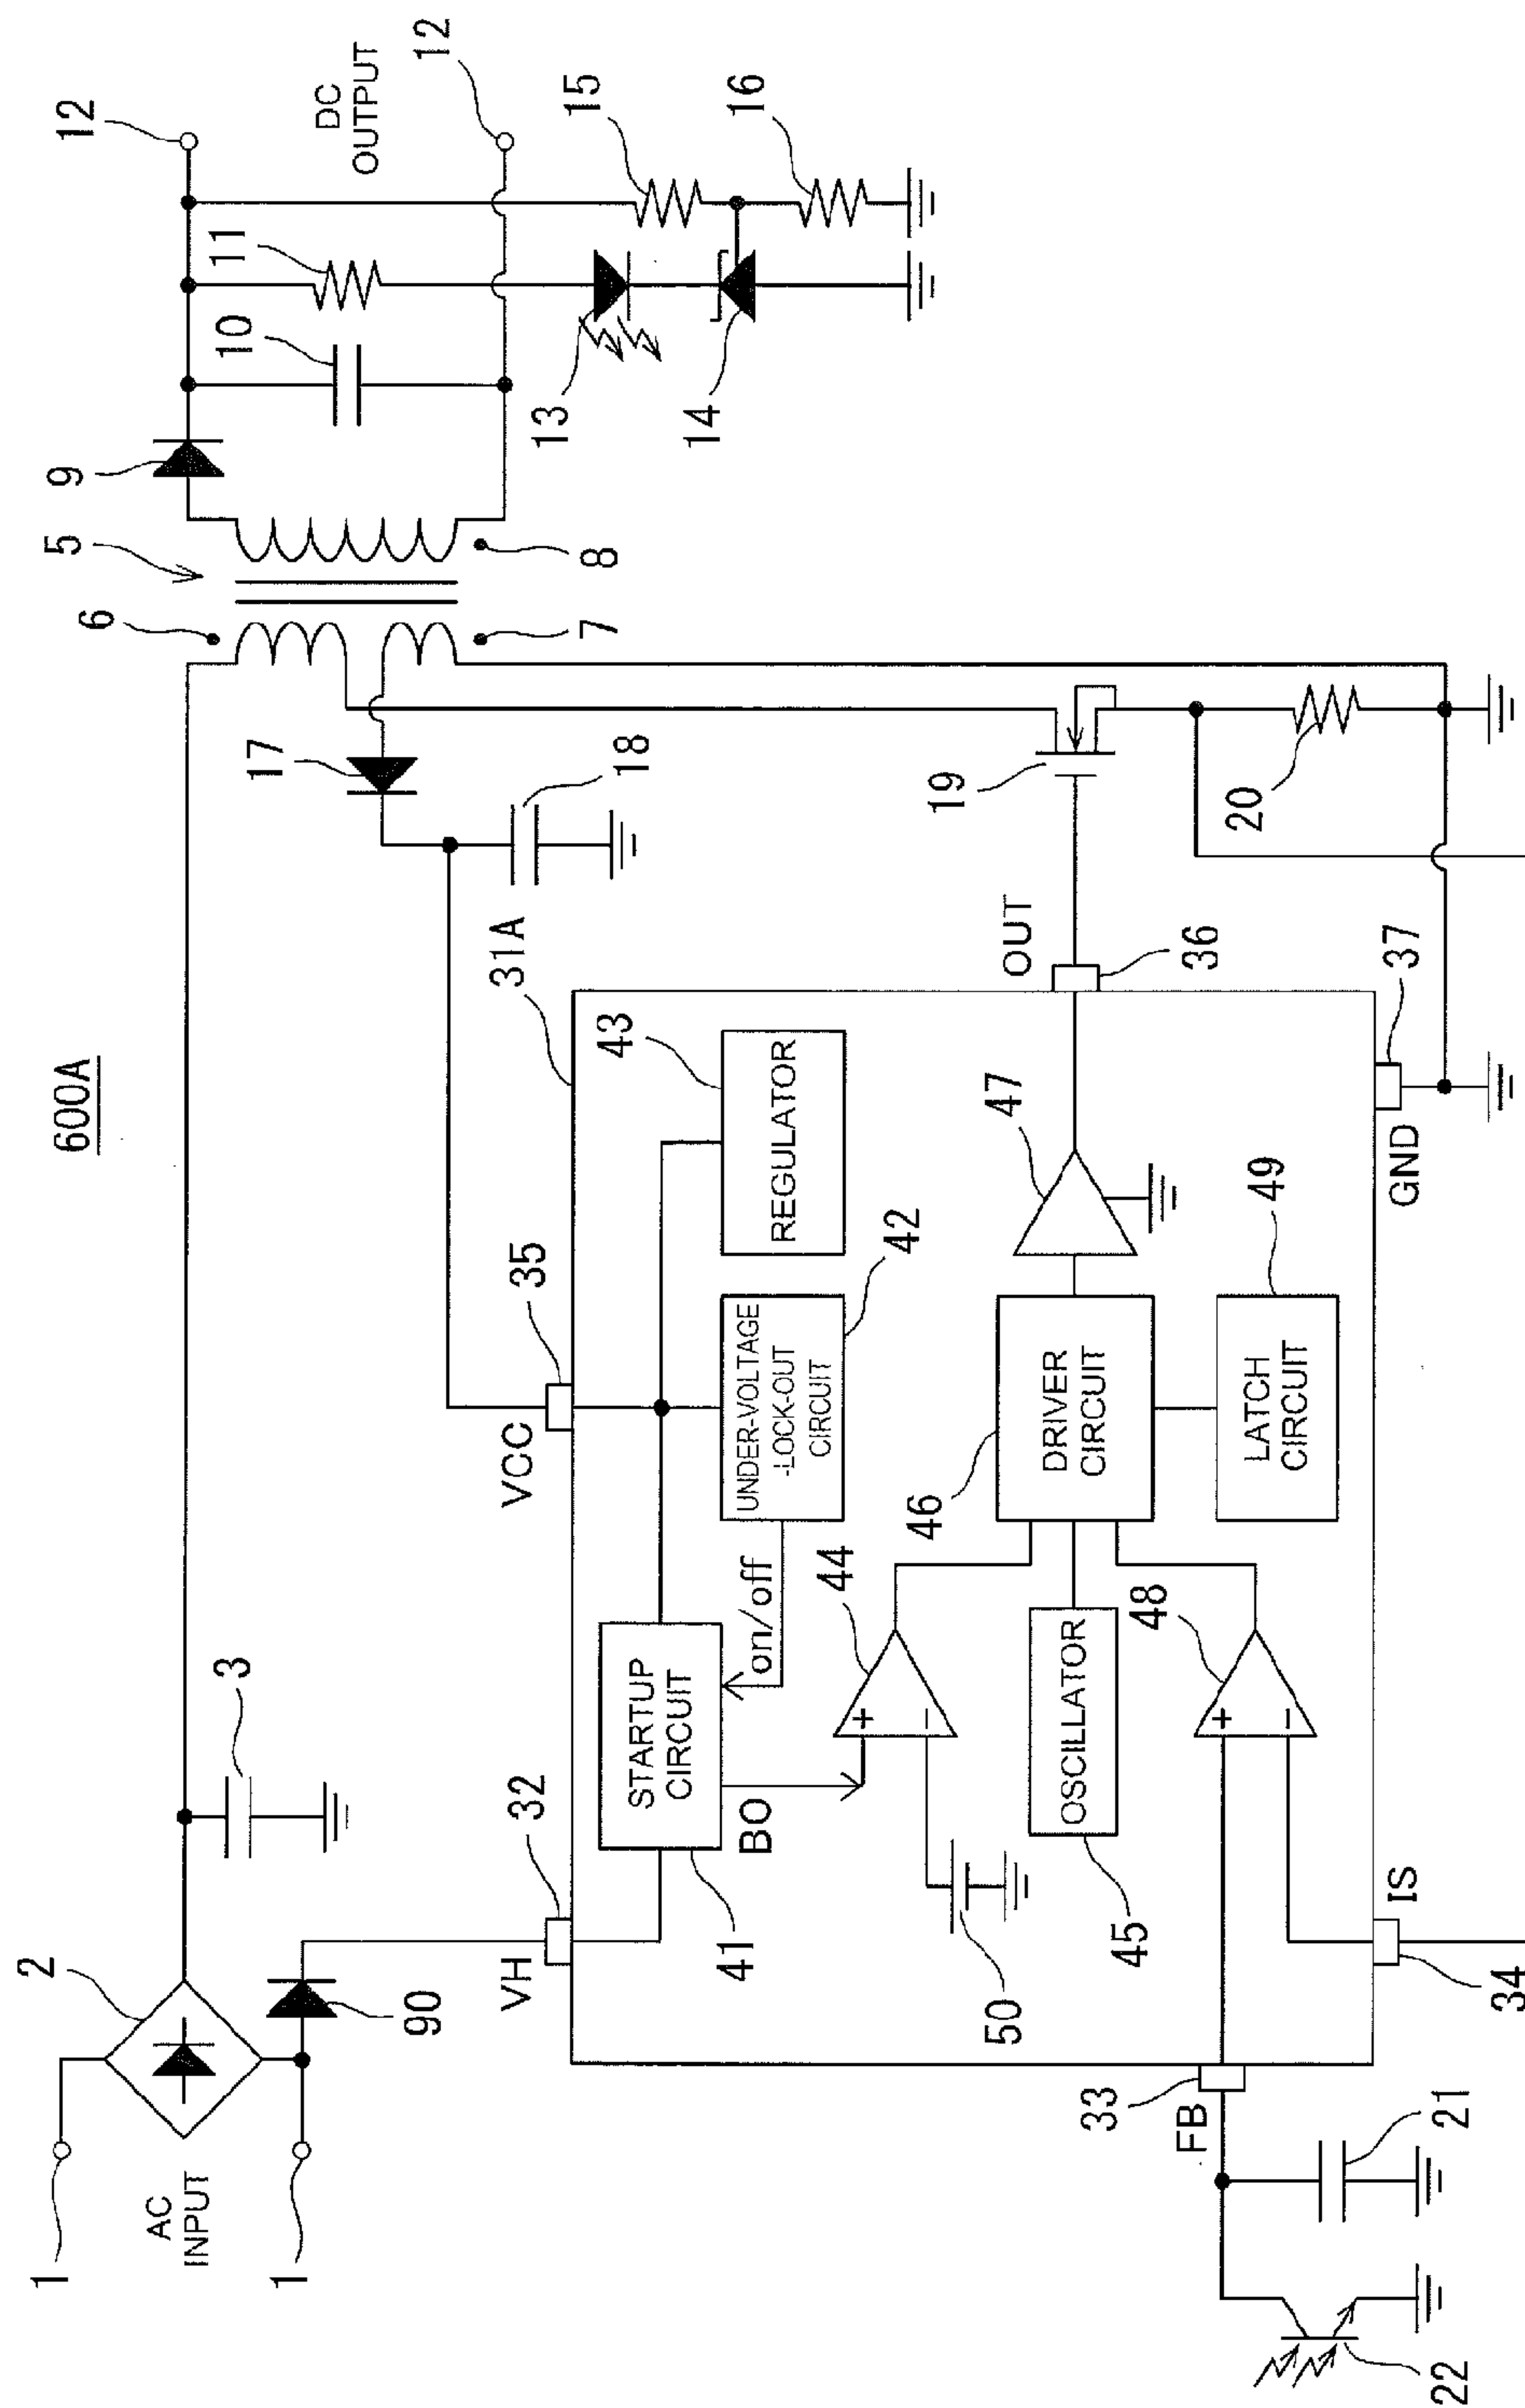 600A
1
AC
INPUT
1
2
90
3
5
6
7
8
9
10
11
12
DC
OUTPUT
12
13
14
15
16
17
18
31A
VH
32
VCC
35
STARTUP
CIRCUIT
41
BO
on/off
UNDER-VOLTAGE
-LOCK-OUT
CIRCUIT
42
REGULATOR
43
44
+
−
50
OSCILLATOR
45
DRIVER
CIRCUIT
46
47
OUT
36
19
20
48
+
−
LATCH
CIRCUIT
49
33
FB
21
22
34
IS
GND
37